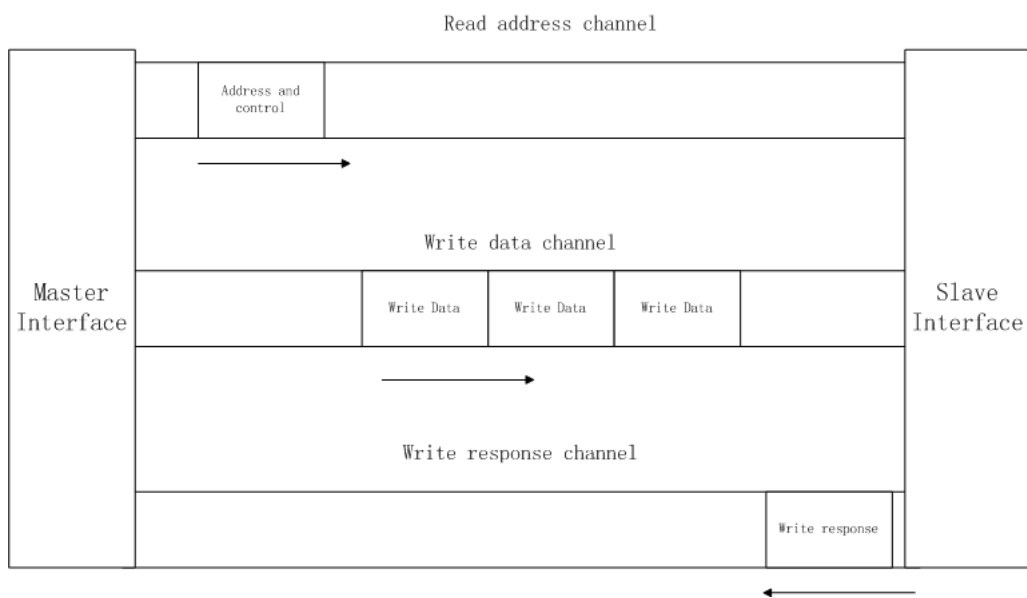 Read address channel
Address and
control
Write data channel
Master
Interface
Write Data
Write Data
Write Data
Slave
Interface
Write response channel
Write response